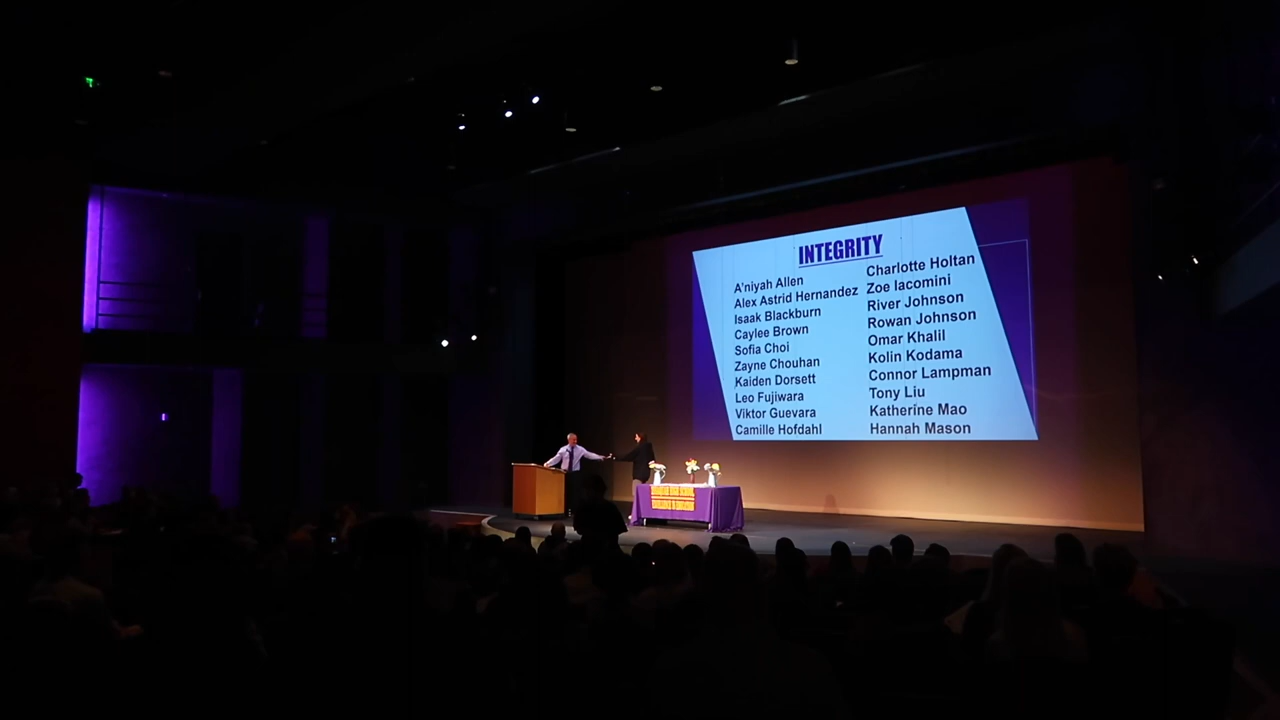 INTEGRITY
A'niyah Allen
Alex Astrid Hernandez
Isaak Blackburn
Caylee Brown
Sofia Choi
Zayne Chouhan
Kaiden Dorsett
Leo Fujiwara
Viktor Guevara
Camille Hofdahl
Charlotte Holtan
Zoe Iacomini
River Johnson
Rowan Johnson
Omar Khalil
Kolin Kodama
Connor Lampman
Tony Liu
Katherine Mao
Hannah Mason